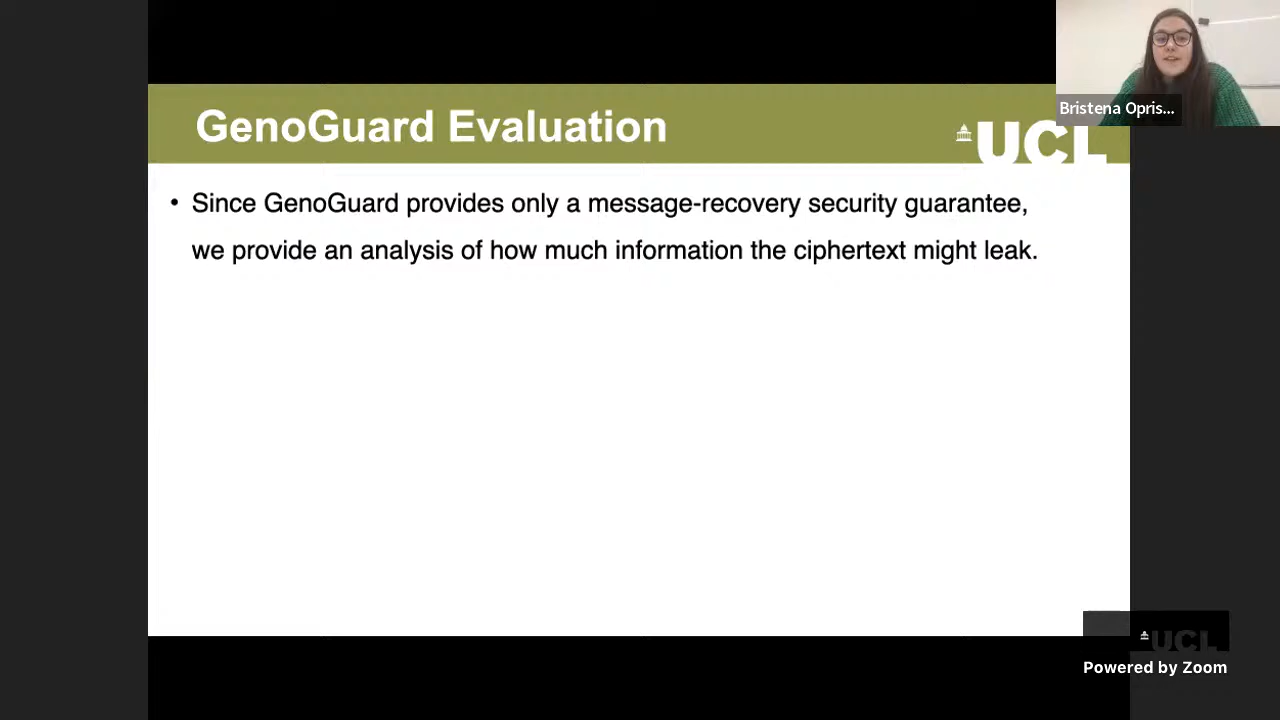 GenoGuard Evaluation
UCL
Bristena Opris...
• Since GenoGuard provides only a message-recovery security guarantee,
we provide an analysis of how much information the ciphertext might leak.
UCL
Powered by Zoom